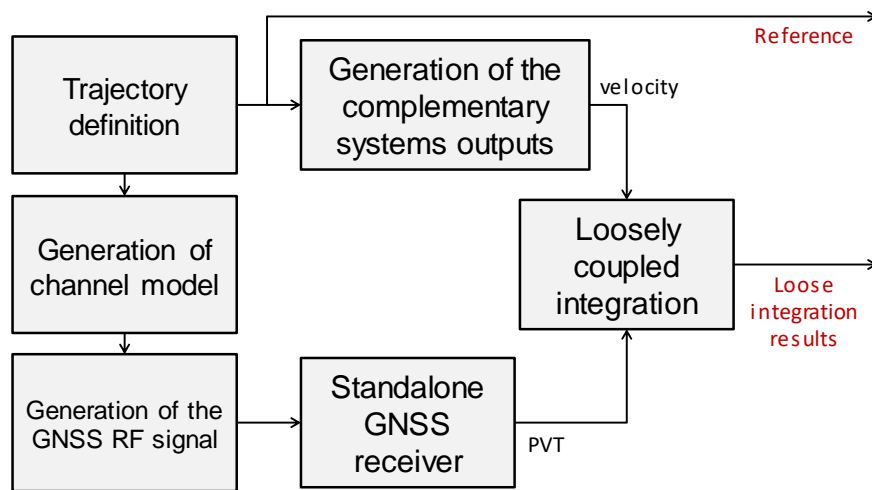 Reference
Trajectory
definition
Generation of the
complementary
systems outputs
velocity
Generation of
channel model
Loosely
coupled
integration
Loose
integration
results
Generation of the
GNSS RF signal
Standalone
GNSS
receiver
PVT